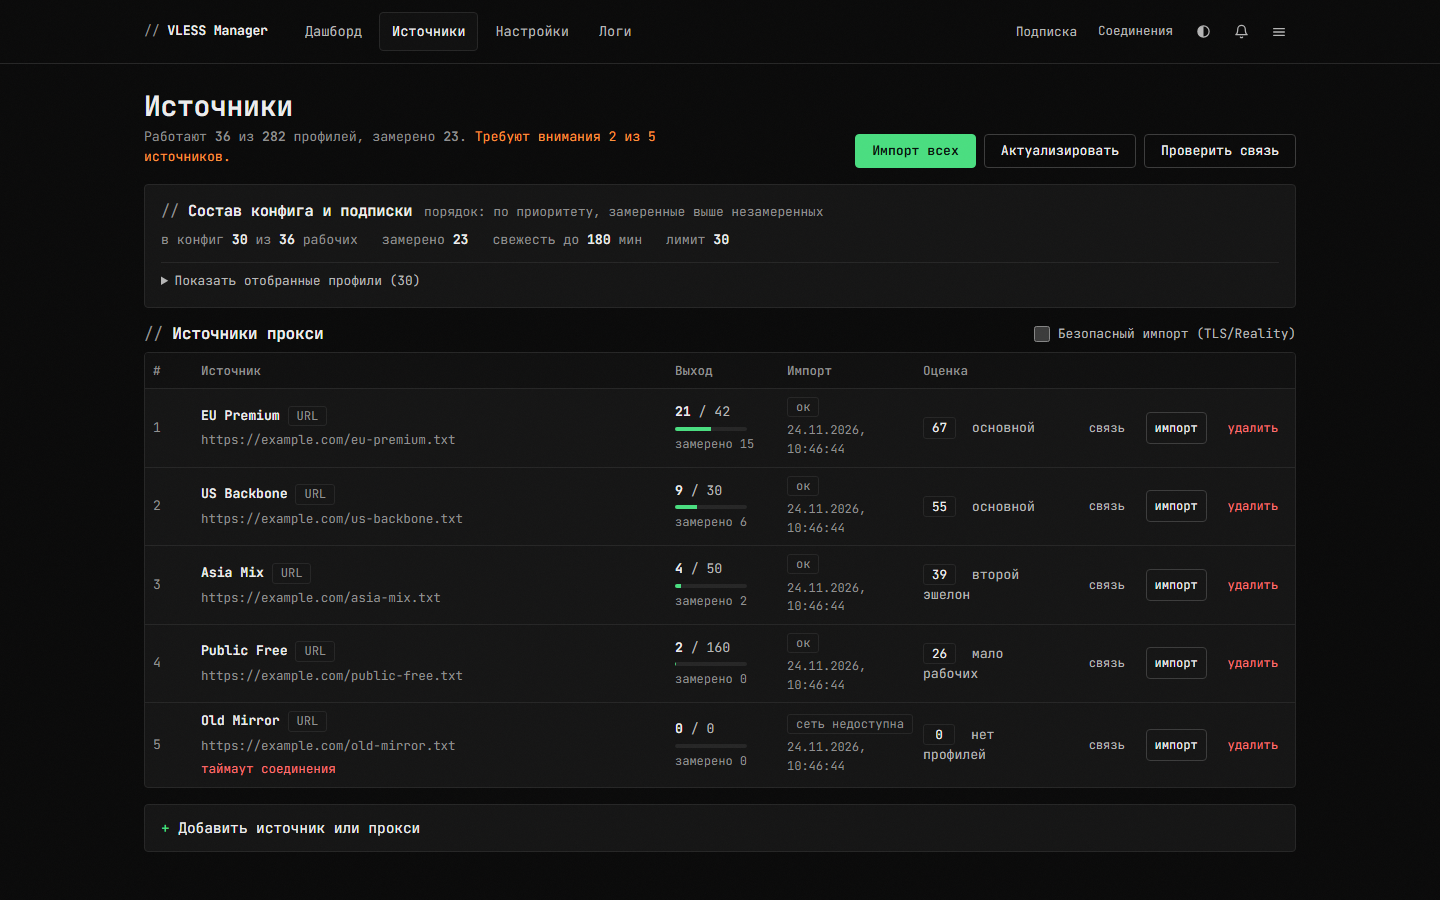 // VLESS Manager Дашборд Источники Настройки Логи Подписка Соединения
Источники
Работают 36 из 282 профилей, замерено 23. Требуют внимания 2 из 5
источников.
Импорт всех Актуализировать Проверить связь
// Состав конфига и подписки порядок: по приоритету, замеренные выше незамеренных
в конфиг 30 из 36 рабочих замерено 23 свежесть до 180 мин лимит 30
▶ Показать отобранные профили (30)
// Источники прокси Безопасный импорт (TLS/Reality)
# Источник Выход Импорт Оценка
1 EU Premium URL
https://example.com/eu-premium.txt
21 / 42
замерено 15
ок
24.11.2026,
10:46:44
67 основной
связь импорт удалить
2 US Backbone URL
https://example.com/us-backbone.txt
9 / 30
замерено 6
ок
24.11.2026,
10:46:44
55 основной
связь импорт удалить
3 Asia Mix URL
https://example.com/asia-mix.txt
4 / 50
замерено 2
ок
24.11.2026,
10:46:44
39 второй
эшелон
связь импорт удалить
4 Public Free URL
https://example.com/public-free.txt
2 / 160
замерено 0
ок
24.11.2026,
10:46:44
26 мало
рабочих
связь импорт удалить
5 Old Mirror URL
https://example.com/old-mirror.txt
таймаут соединения
0 / 0
замерено 0
сеть недоступна
24.11.2026,
10:46:44
0 нет
профилей
связь импорт удалить
+ Добавить источник или прокси